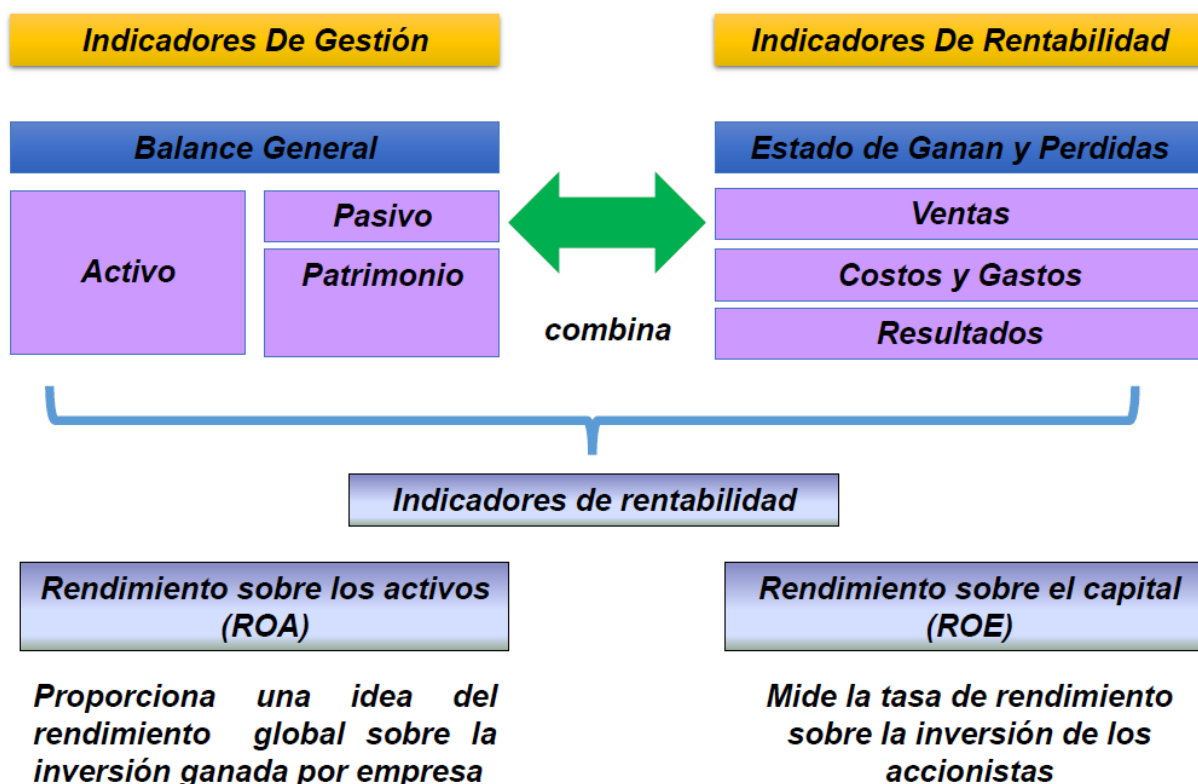 Indicadores De Gestión
Indicadores De Rentabilidad
Balance General
Estado de Ganan y Perdidas
Activo
Pasivo
Patrimonio
combina
Ventas
Costos y Gastos
Resultados
Indicadores de rentabilidad
Rendimiento sobre los activos
(ROA)
Proporciona una idea del
rendimiento global sobre la
inversión ganada por empresa
Rendimiento sobre el capital
(ROE)
Mide la tasa de rendimiento
sobre la inversión de los
accionistas